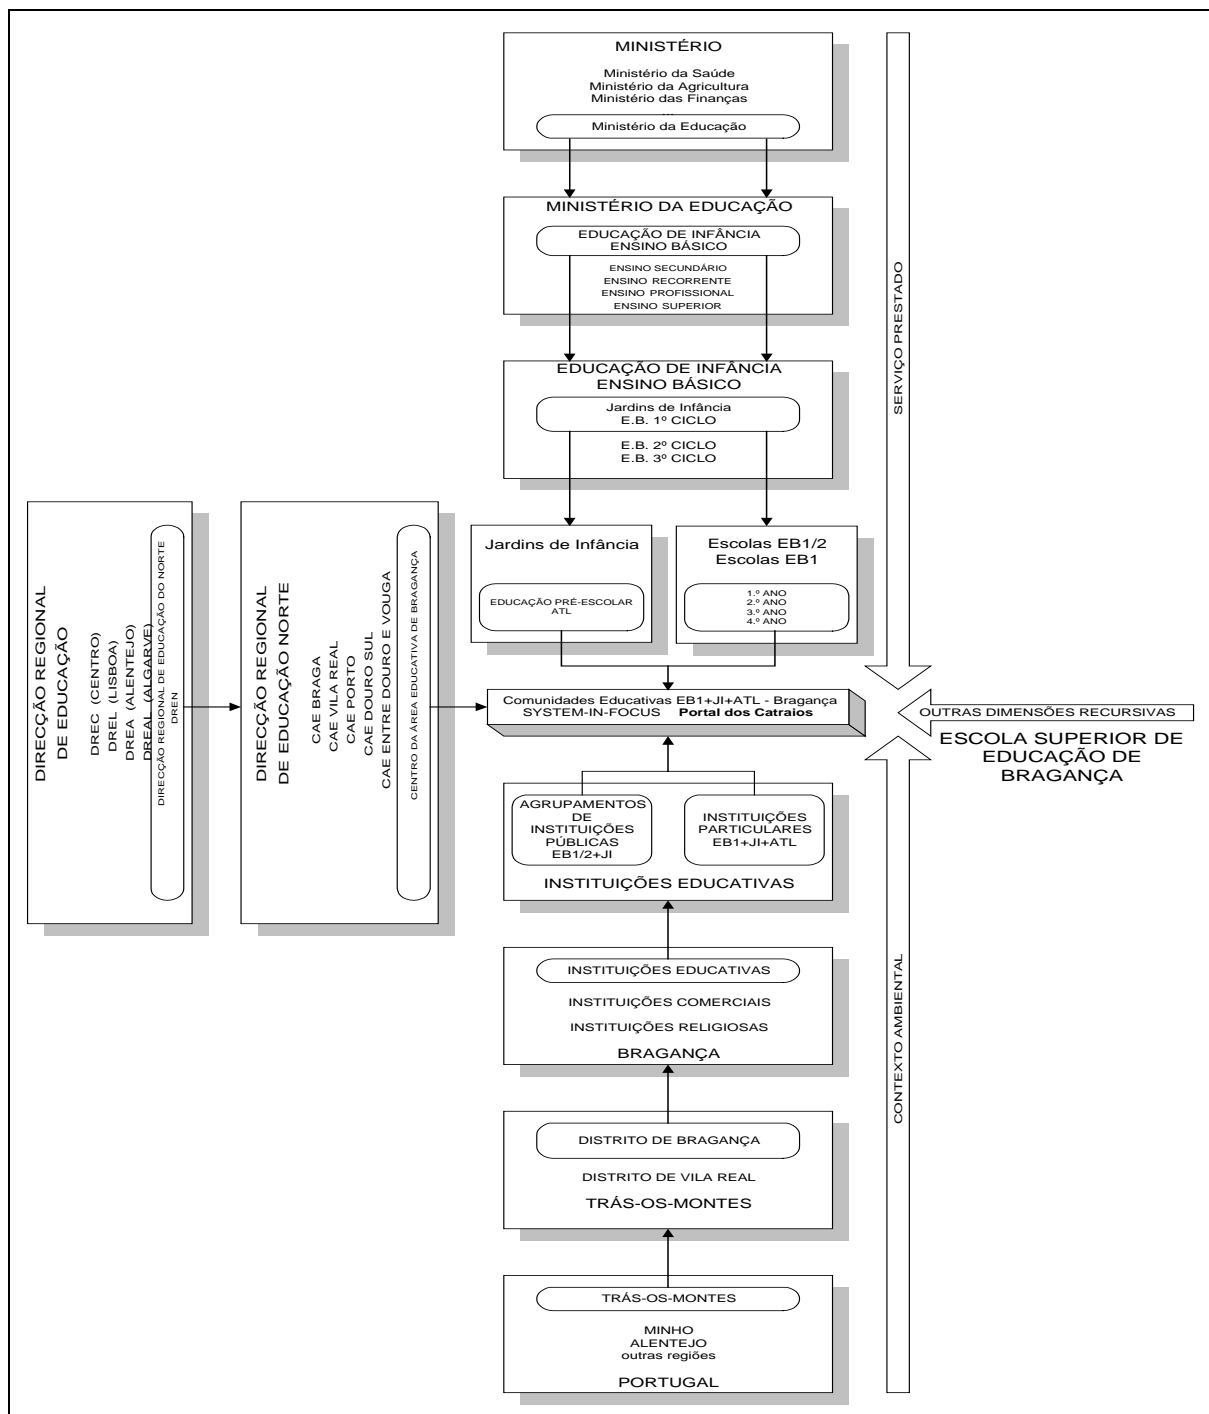 MINISTÉRIO
Ministério da Saúde
Ministério da Agricultura
Ministério das Finanças
...
Ministério da Educação
MINISTÉRIO DA EDUCAÇÃO
EDUCAÇÃO DE INFÂNCIA
ENSINO BÁSICO
ENSINO SECUNDÁRIO
ENSINO RECORRENTE
ENSINO PROFISSIONAL
ENSINO SUPERIOR
EDUCAÇÃO DE INFÂNCIA
ENSINO BÁSICO
Jardins de Infância
E.B. 1º CICLO
E.B. 2º CICLO
E.B. 3º CICLO
Jardins de Infância
EDUCAÇÃO PRÉ-ESCOLAR
ATL
Escolas EB1/2
Escolas EB1
1.º ANO
2.º ANO
3.º ANO
4.º ANO
DIRECÇÃO REGIONAL
DE EDUCAÇÃO
DREC (CENTRO)
DREL (LISBOA)
DREA (ALENTEJO)
DREAL (ALGARVE)
DIRECÇÃO REGIONAL DE EDUCAÇÃO DO NORTE
DREN
DIRECÇÃO REGIONAL
DE EDUCAÇÃO NORTE
CAE BRAGA
CAE VILA REAL
CAE PORTO
CAE DOURO SUL
CAE ENTRE DOURO E VOUGA
CENTRO DA ÁREA EDUCATIVA DE BRAGANÇA
Comunidades Educativas EB1+JI+ATL - Bragança
SYSTEM-IN-FOCUS Portal dos Catraios
SERVIÇO PRESTADO
OUTRAS DIMENSÕES RECURSIVAS
ESCOLA SUPERIOR DE
EDUCAÇÃO DE
BRAGANÇA
CONTEXTO AMBIENTAL
AGRUPAMENTOS
DE
INSTITUIÇÕES
PÚBLICAS
EB1/2+JI
INSTITUIÇÕES
PARTICULARES
EB1+JI+ATL
INSTITUIÇÕES EDUCATIVAS
INSTITUIÇÕES EDUCATIVAS
INSTITUIÇÕES COMERCIAIS
INSTITUIÇÕES RELIGIOSAS
BRAGANÇA
DISTRITO DE BRAGANÇA
DISTRITO DE VILA REAL
TRÁS-OS-MONTES
TRÁS-OS-MONTES
MINHO
ALENTEJO
outras regiões
PORTUGAL